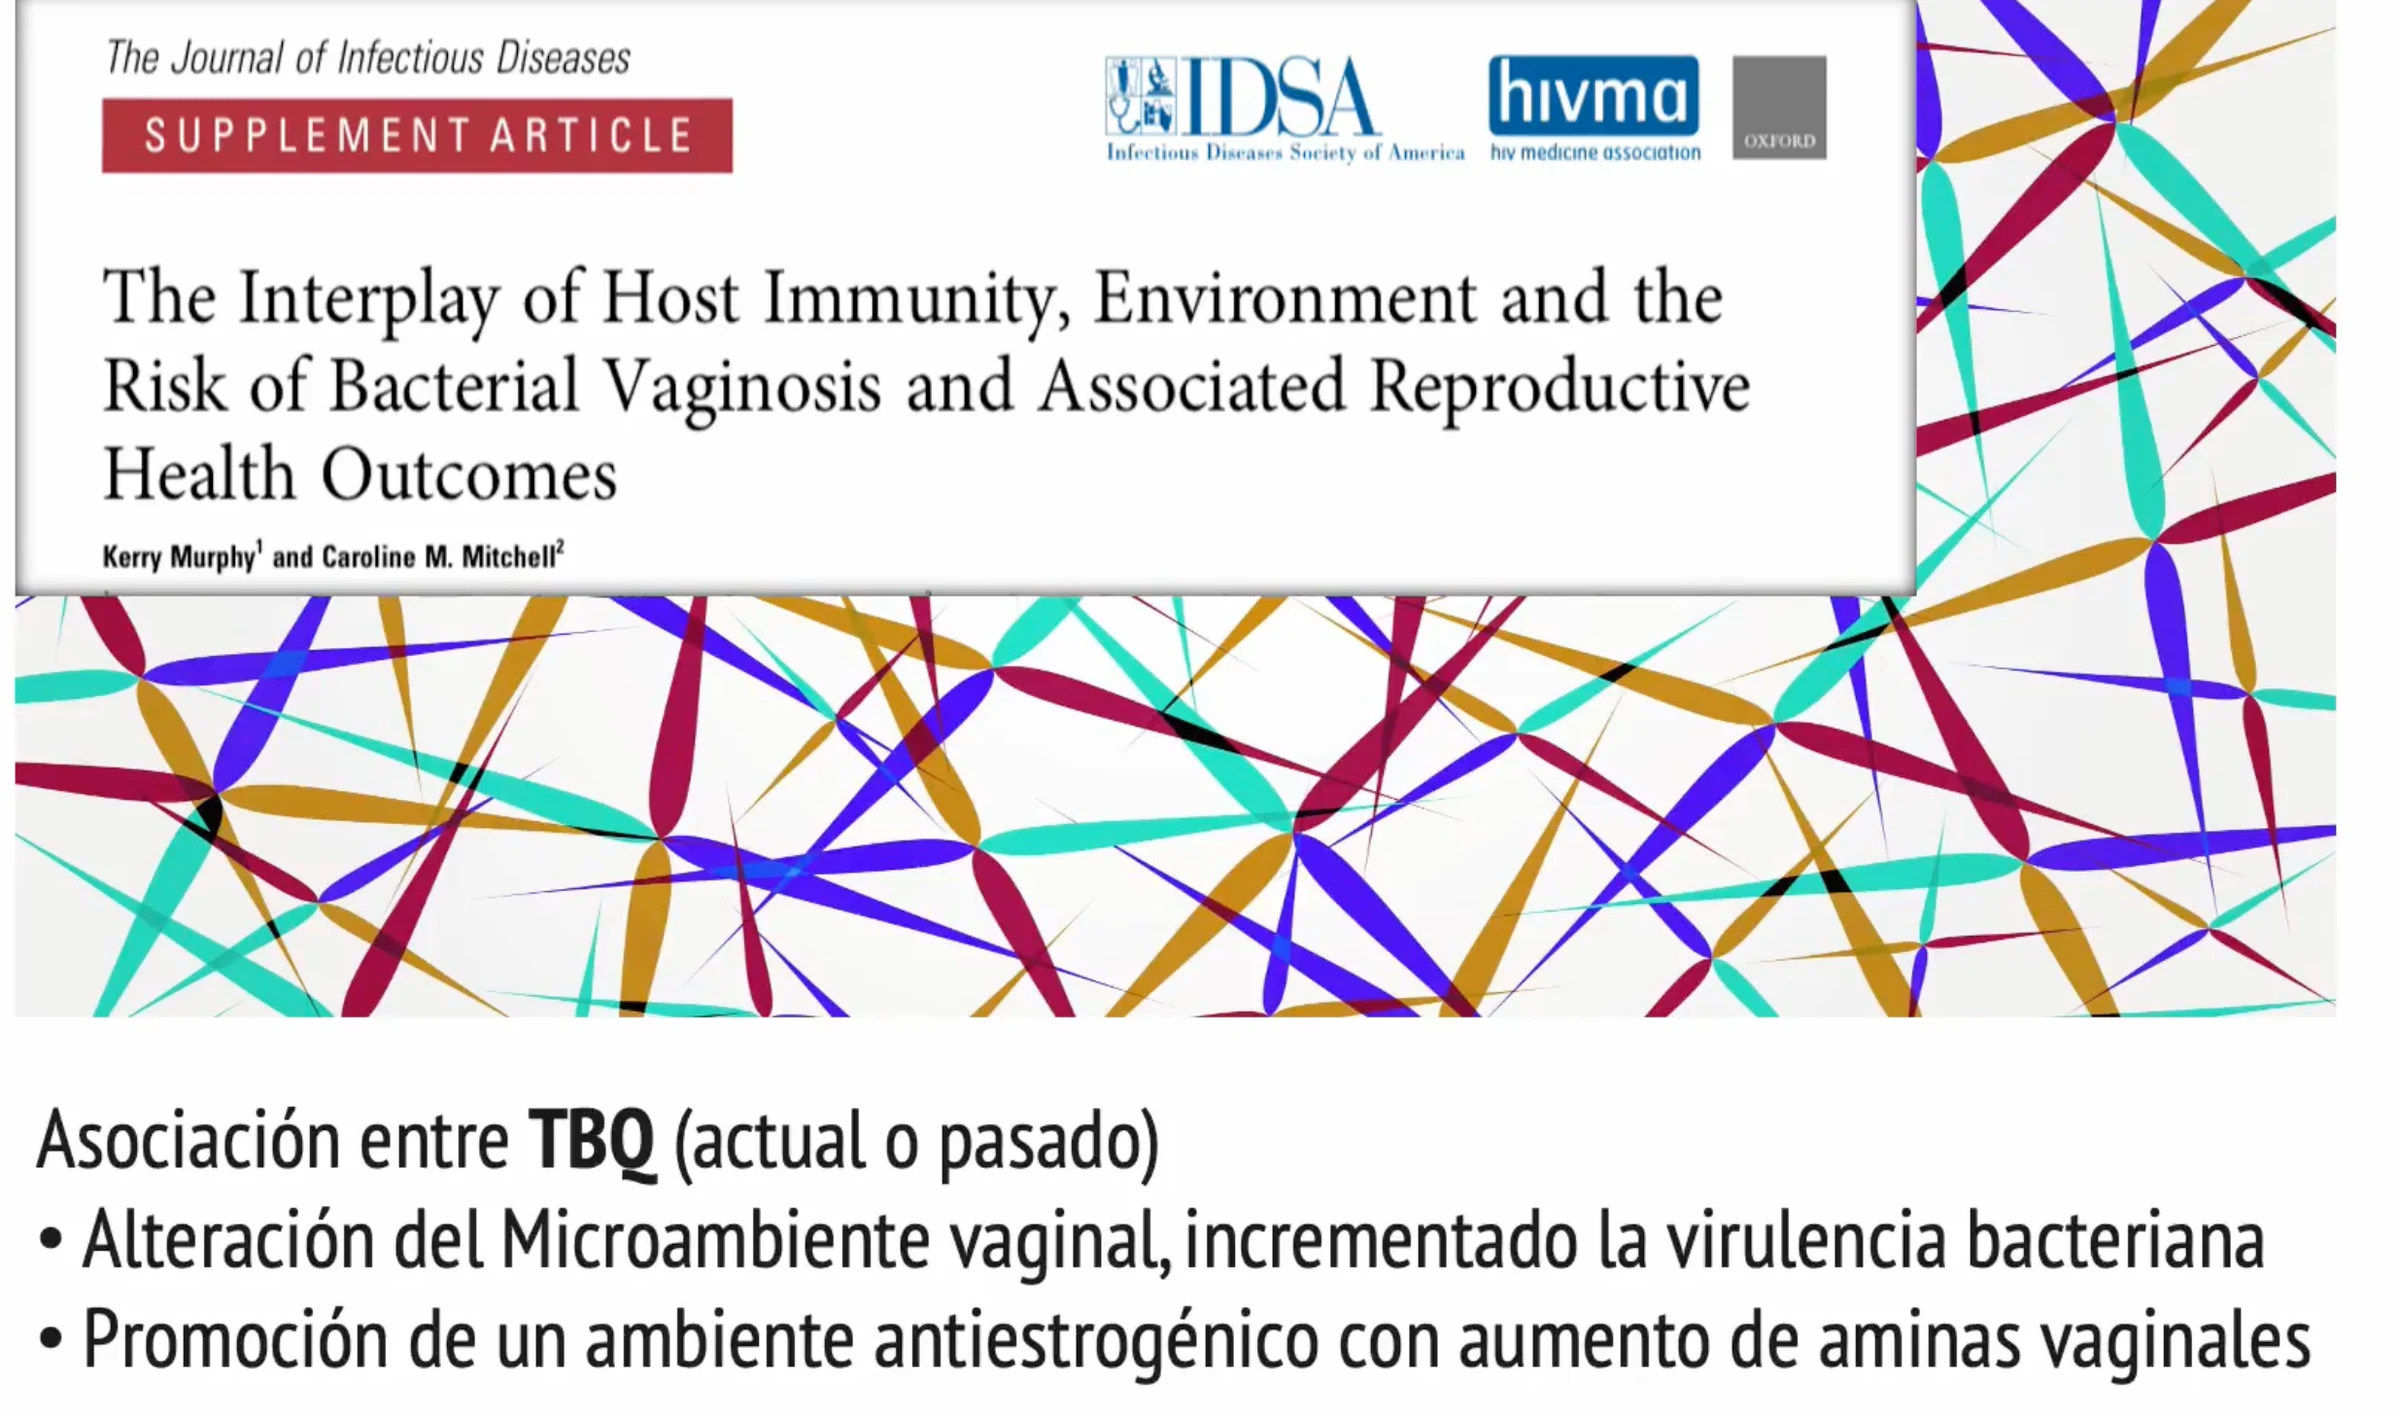 The Journal of Infectious Diseases
SUPPLEMENT ARTICLE
IDSA
Infectious Diseases Society of America
hivma
hiv medicine association
OXFORD
The Interplay of Host Immunity, Environment and the
Risk of Bacterial Vaginosis and Associated Reproductive
Health Outcomes
Kerry Murphy1 and Caroline M. Mitchell2
Asociación entre TBQ (actual o pasado)
• Alteración del Microambiente vaginal, incrementado la virulencia bacteriana
• Promoción de un ambiente antiestrogénico con aumento de aminas vaginales